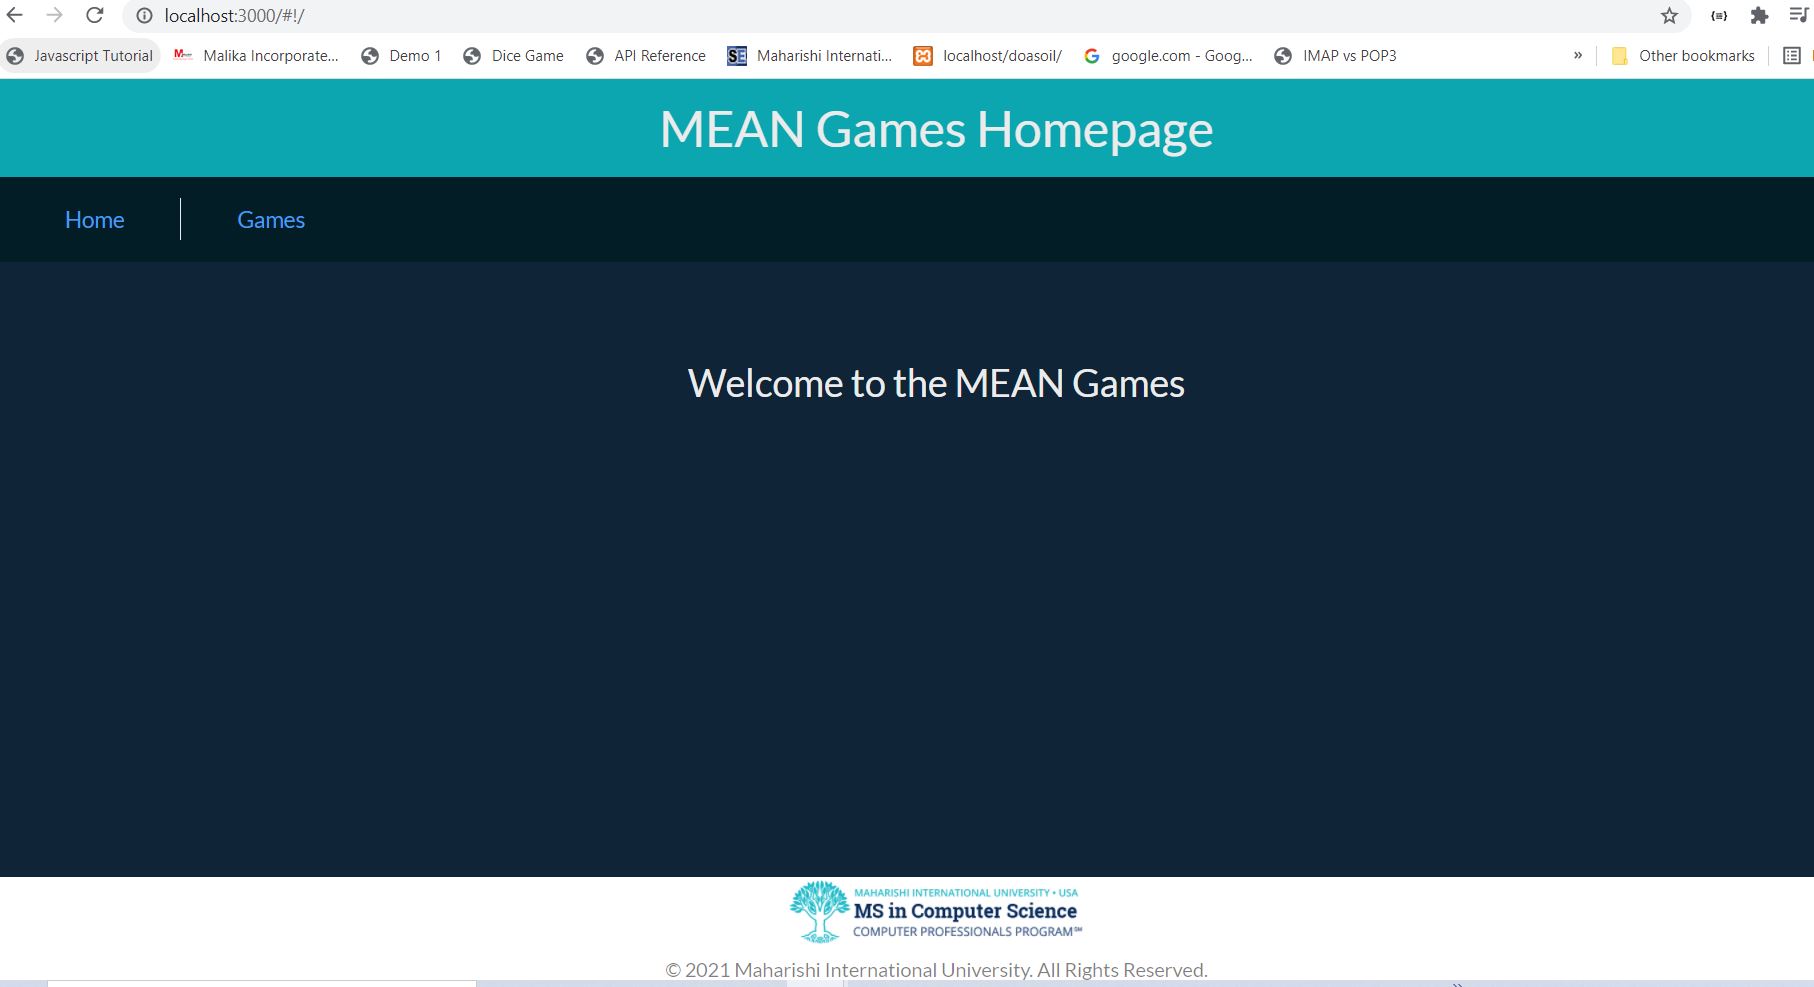 localhost:3000/#!/
Javascript Tutorial Malika Incorporate... Demo 1 Dice Game API Reference SE Maharishi Internati... localhost/doasoil/ google.com - Goog... IMAP vs POP3 » Other bookmarks
MEAN Games Homepage
Home Games
Welcome to the MEAN Games
MAHARISHI INTERNATIONAL UNIVERSITY • USA
MS in Computer Science
COMPUTER PROFESSIONALS PROGRAM℠
© 2021 Maharishi International University. All Rights Reserved.